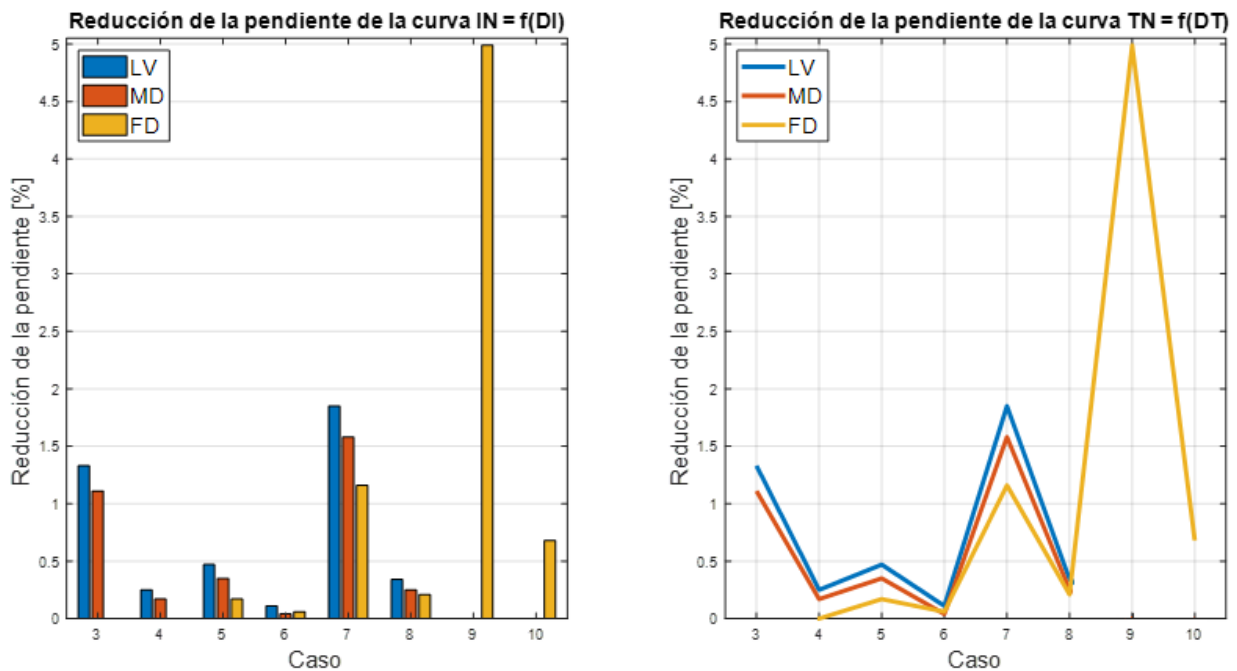 Reducción de la pendiente de la curva IN = f(DI)
5
4.5
4
3.5
3
2.5
2
1.5
1
0.5
0
Reducción de la pendiente [%]
LV
MD
FD
3 4 5 6 7 8 9 10
Caso
Reducción de la pendiente de la curva TN = f(DT)
5
4.5
4
3.5
3
2.5
2
1.5
1
0.5
0
Reducción de la pendiente [%]
LV
MD
FD
3 4 5 6 7 8 9 10
Caso